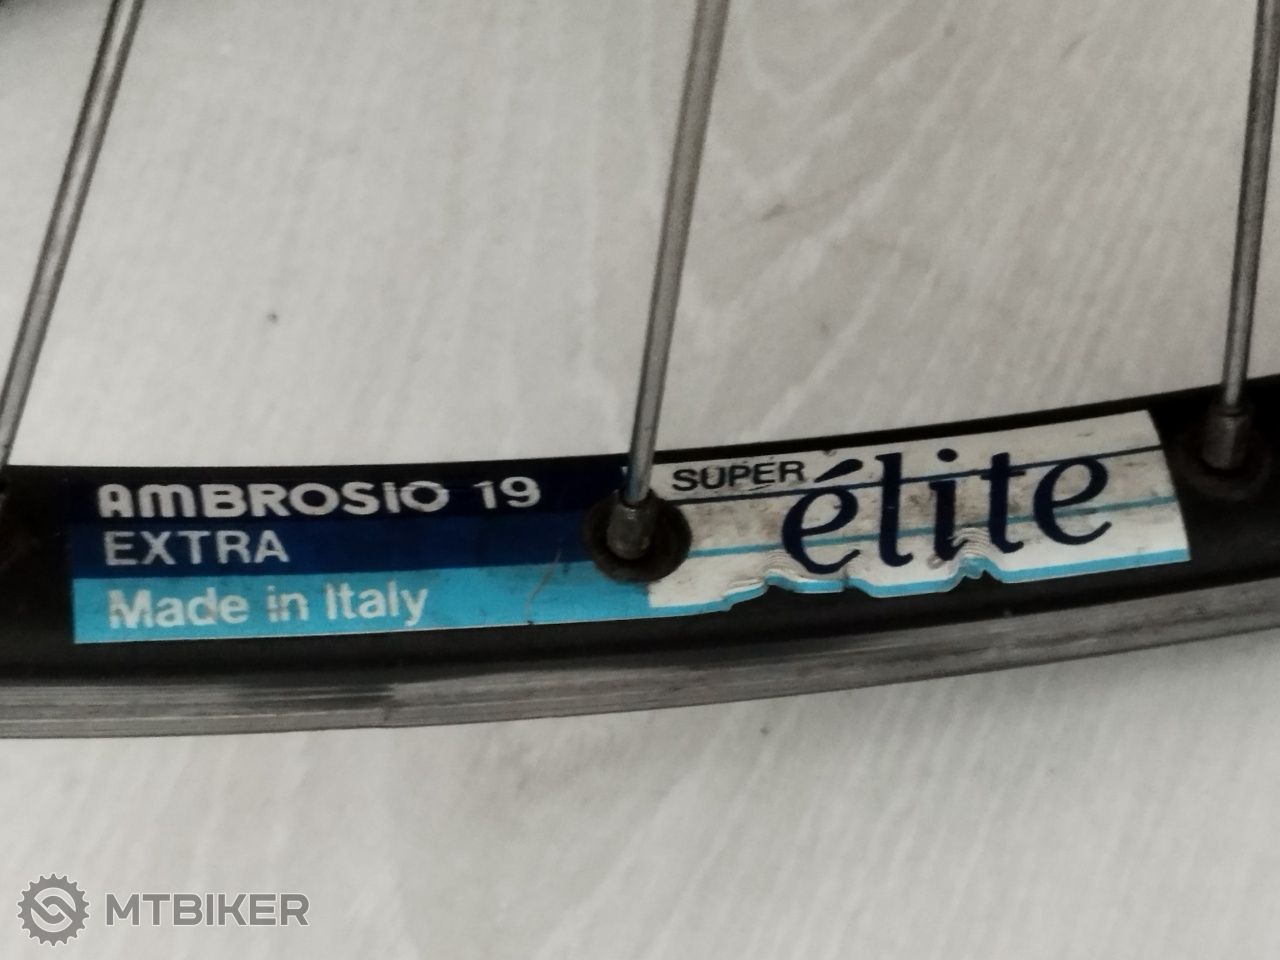 AMBROSIO 19
EXTRA
Made in Italy
SUPER
élite
MTBIKER